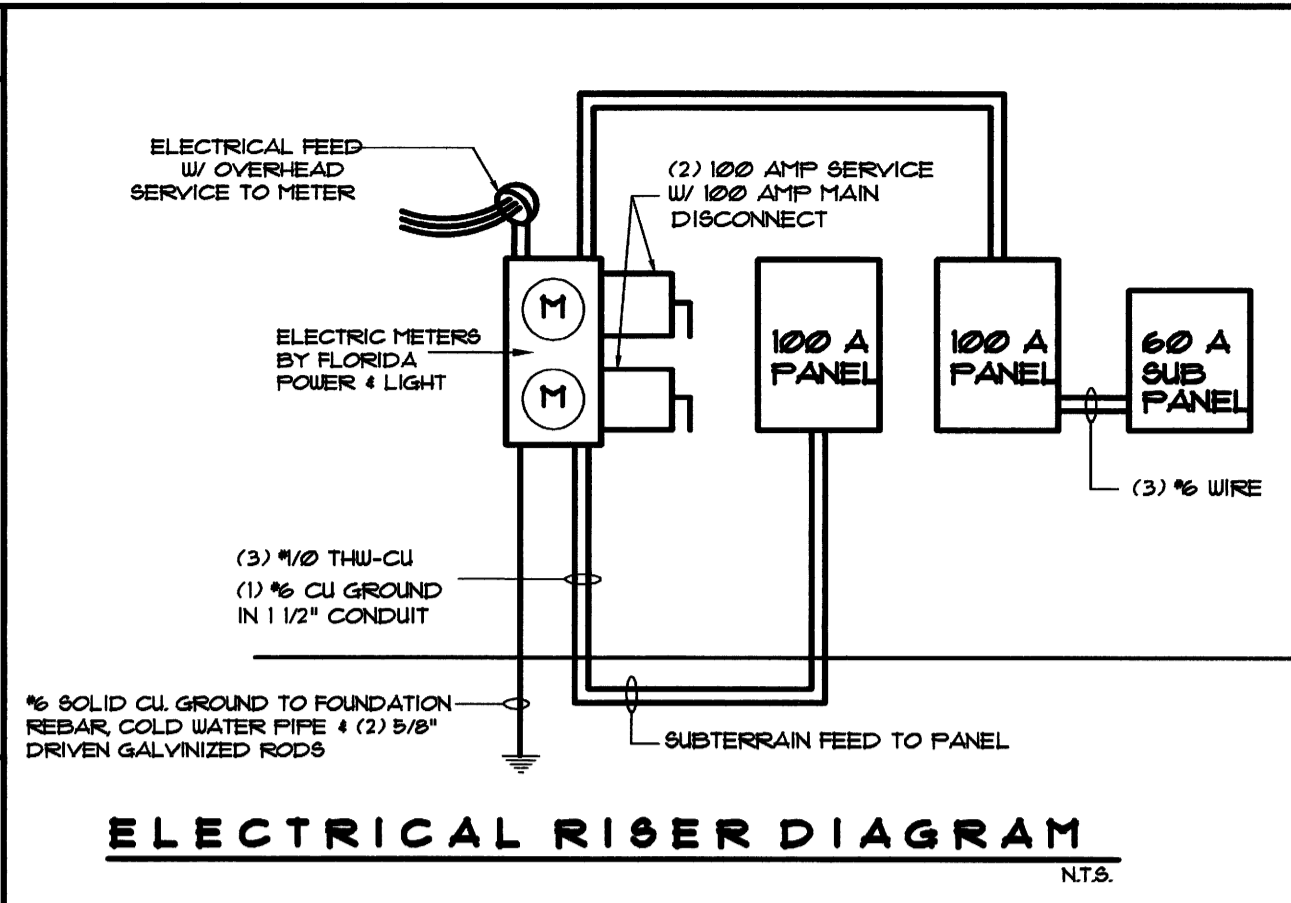 ELECTRICAL FEED
W/ OVERHEAD
SERVICE TO METER
(2) 100 AMP SERVICE
W/ 100 AMP MAIN
DISCONNECT
M
M
ELECTRIC METERS
BY FLORIDA
POWER & LIGHT
100 A
PANEL
100 A
PANEL
60 A
SUB
PANEL
(3) #6 WIRE
(3) #1/0 THW-CU
(1) #6 CU GROUND
IN 1 1/2" CONDUIT
#6 SOLID CU. GROUND TO FOUNDATION
REBAR, COLD WATER PIPE & (2) 5/8"
DRIVEN GALVINIZED RODS
SUBTERRAIN FEED TO PANEL
ELECTRICAL RISER DIAGRAM
N.T.S.